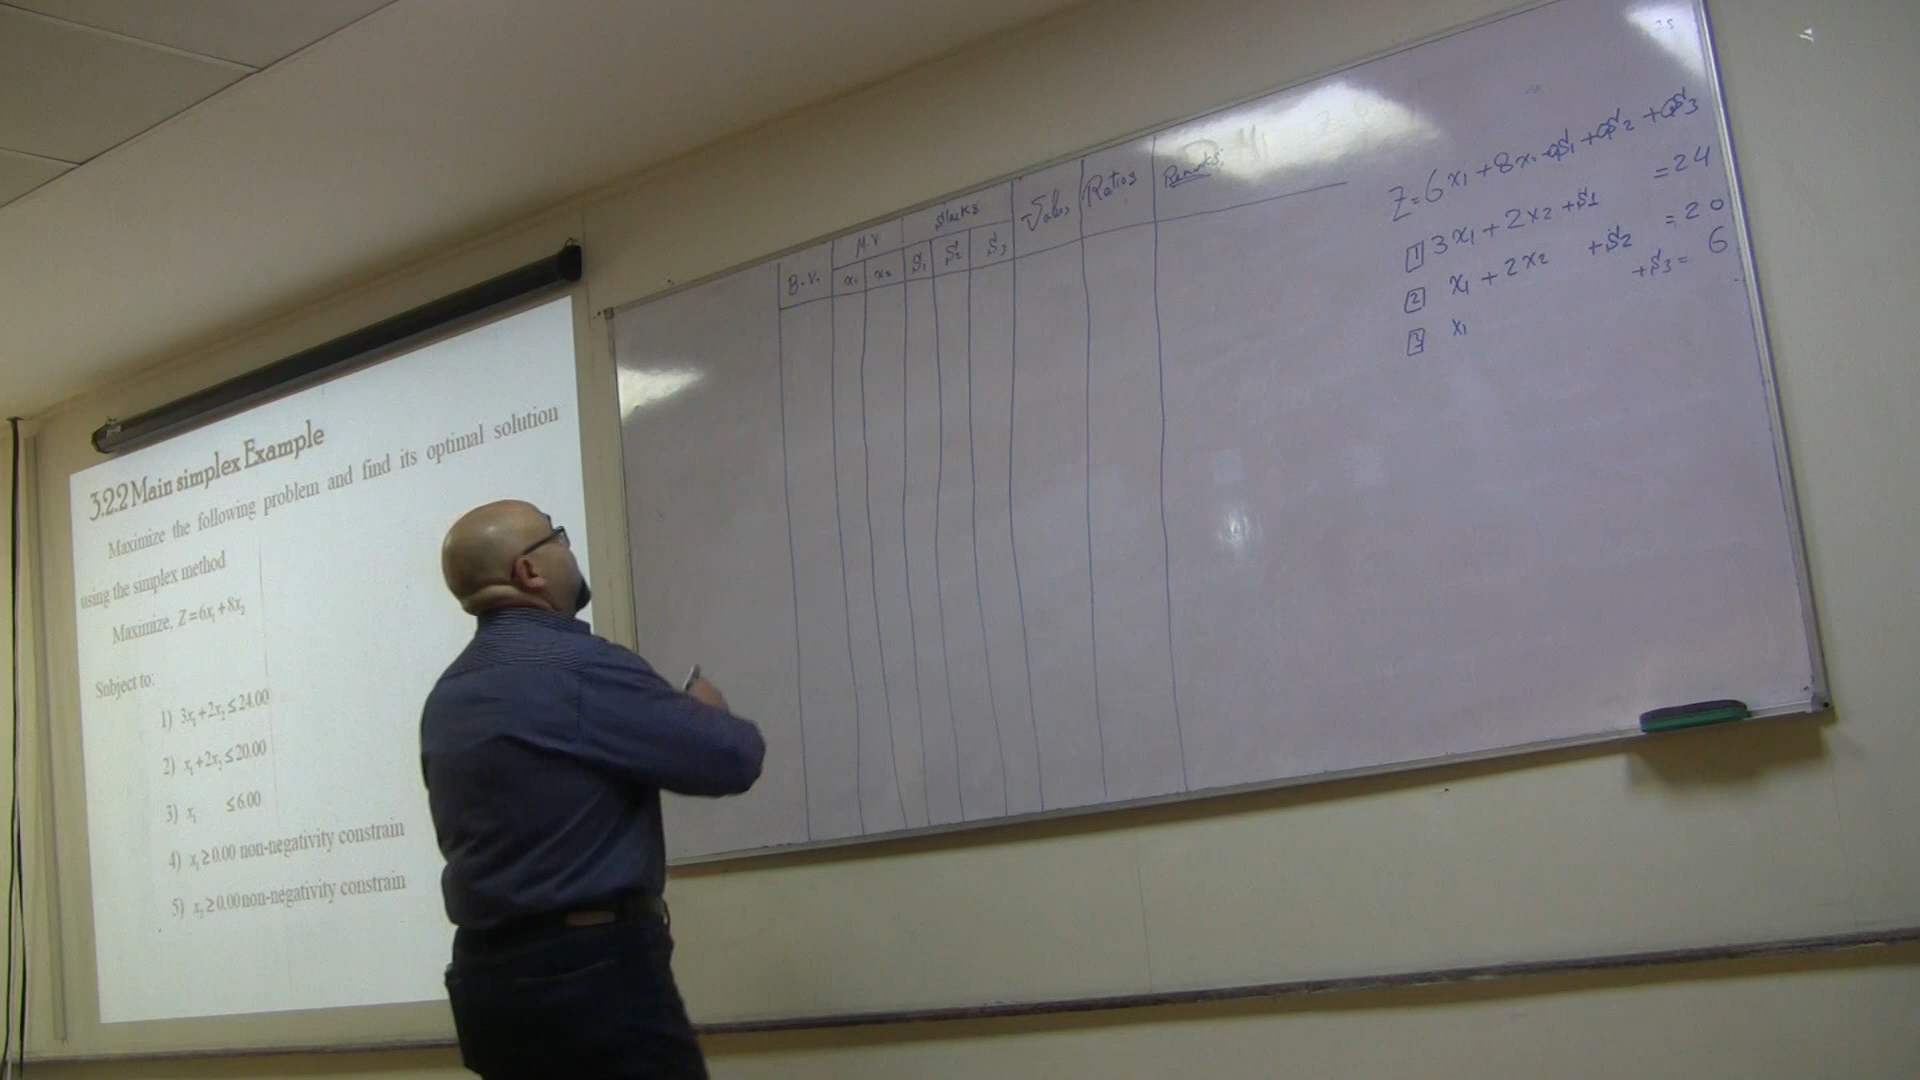 3.2.2 Main simplex Example
Maximize the following problem and find its optimal solution
using the simplex method
Maximize, Z=6x₁+8x₂
Subject to:
1) 3x₁+2x₂≤24.00
2) x₁+2x₂≤20.00
3) x₁ ≤6.00
4) x₁≥0.00 non-negativity constrain
5) x₂≥0.00 non-negativity constrain
B.V. M.V Slacks Values Ratios Remarks
x₁ x₂ S₁ S₂ S₃
Z=6x₁+8x₂+0S₁+0S₂+0S₃
1 3x₁+2x₂+S₁ =24
2 x₁+2x₂ +S₂ =20
3 x₁ +S₃= 6